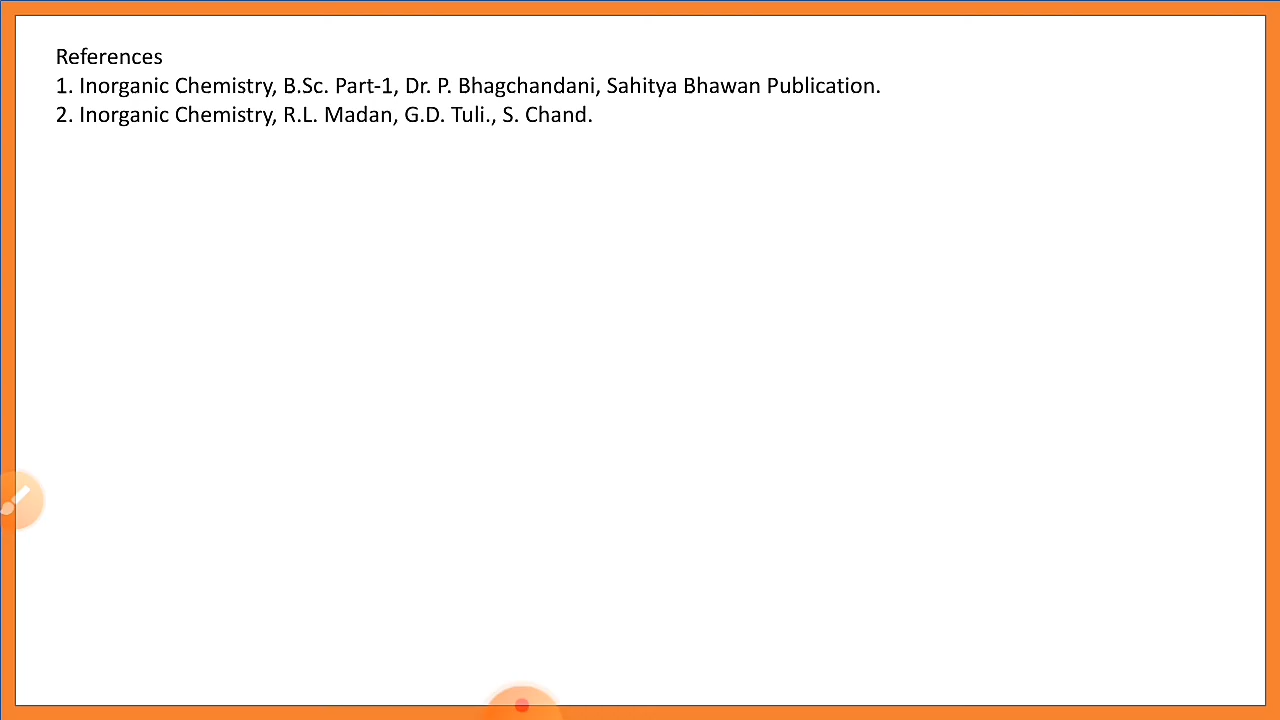 References
1. Inorganic Chemistry, B.Sc. Part-1, Dr. P. Bhagchandani, Sahitya Bhawan Publication.
2. Inorganic Chemistry, R.L. Madan, G.D. Tuli., S. Chand.